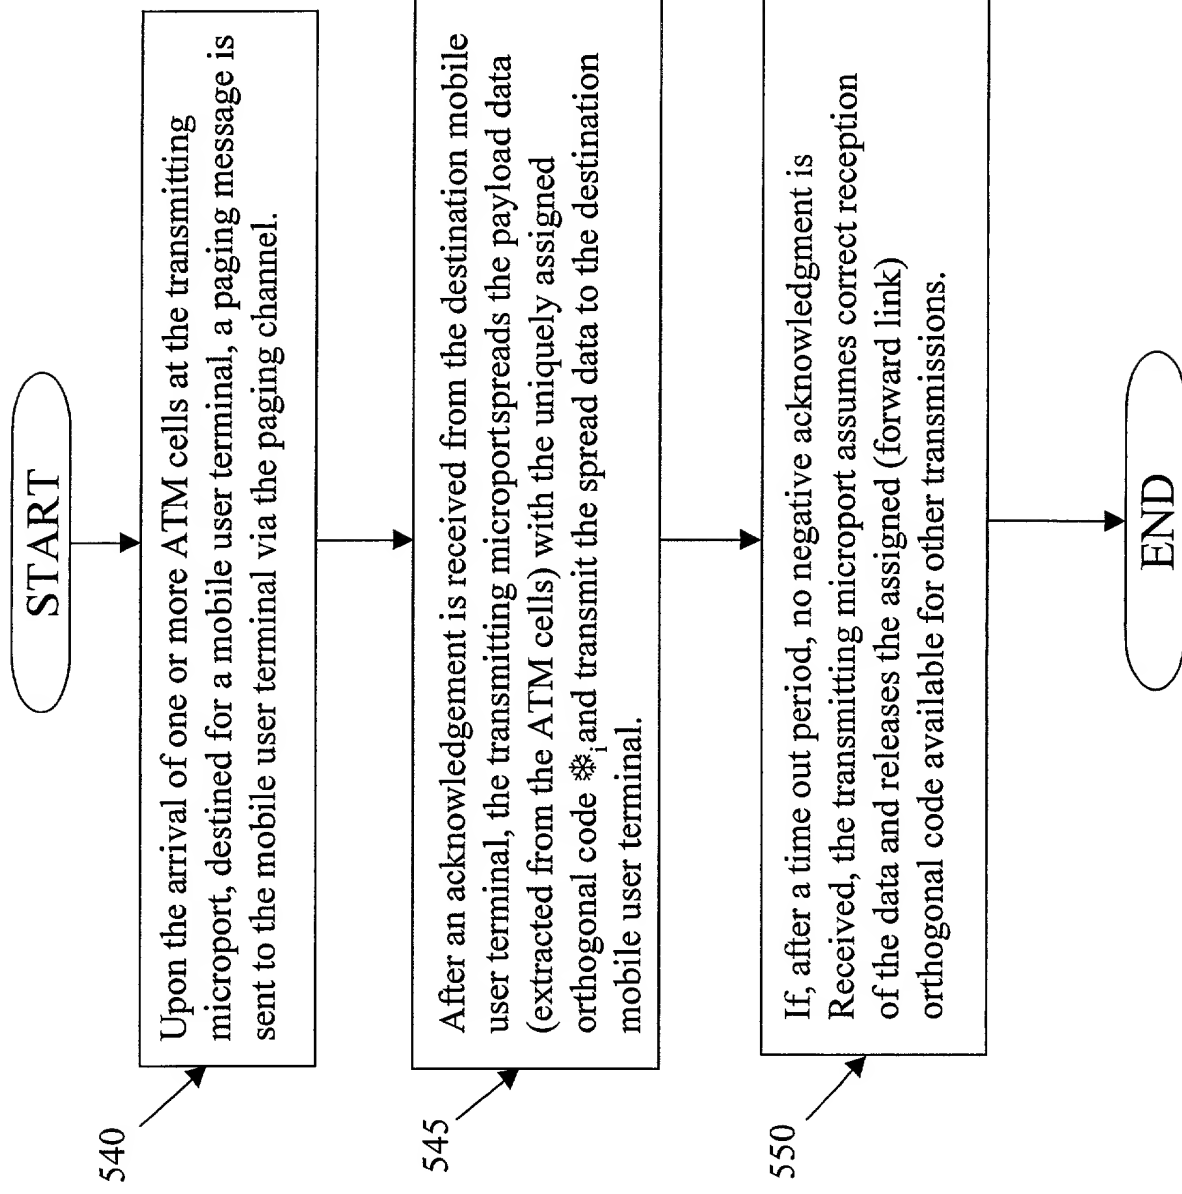 START
540
Upon the arrival of one or more ATM cells at the transmitting
microport, destined for a mobile user terminal, a paging message is
sent to the mobile user terminal via the paging channel.
545
After an acknowledgement is received from the destination mobile
user terminal, the transmitting microportspreads the payload data
(extracted from the ATM cells) with the uniquely assigned
orthogonal code ❄i and transmit the spread data to the destination
mobile user terminal.
550
If, after a time out period, no negative acknowledgment is
Received, the transmitting microport assumes correct reception
of the data and releases the assigned (forward link)
orthogonal code available for other transmissions.
END